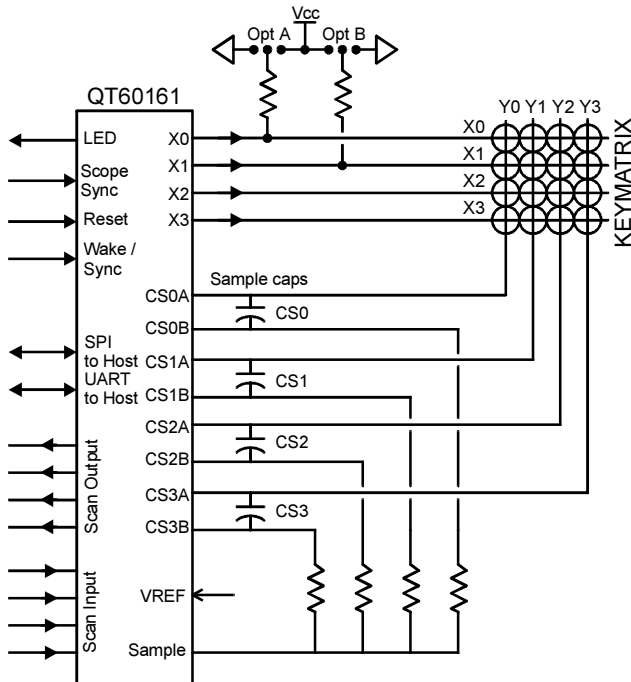 Vcc
Opt A
Opt B
QT60161
Y0 Y1 Y2 Y3
LED
X0
X0
X1
X1
Scope
Sync
X2
X2
X3
X3
KEYMATRIX
Reset
Wake /
Sync
Sample caps
CS0A
CS0
CS0B
SPI
to Host
CS1A
CS1
UART
to Host
CS1B
CS2A
CS2
CS2B
Scan Output
CS3A
CS3
CS3B
Scan Input
VREF
Sample